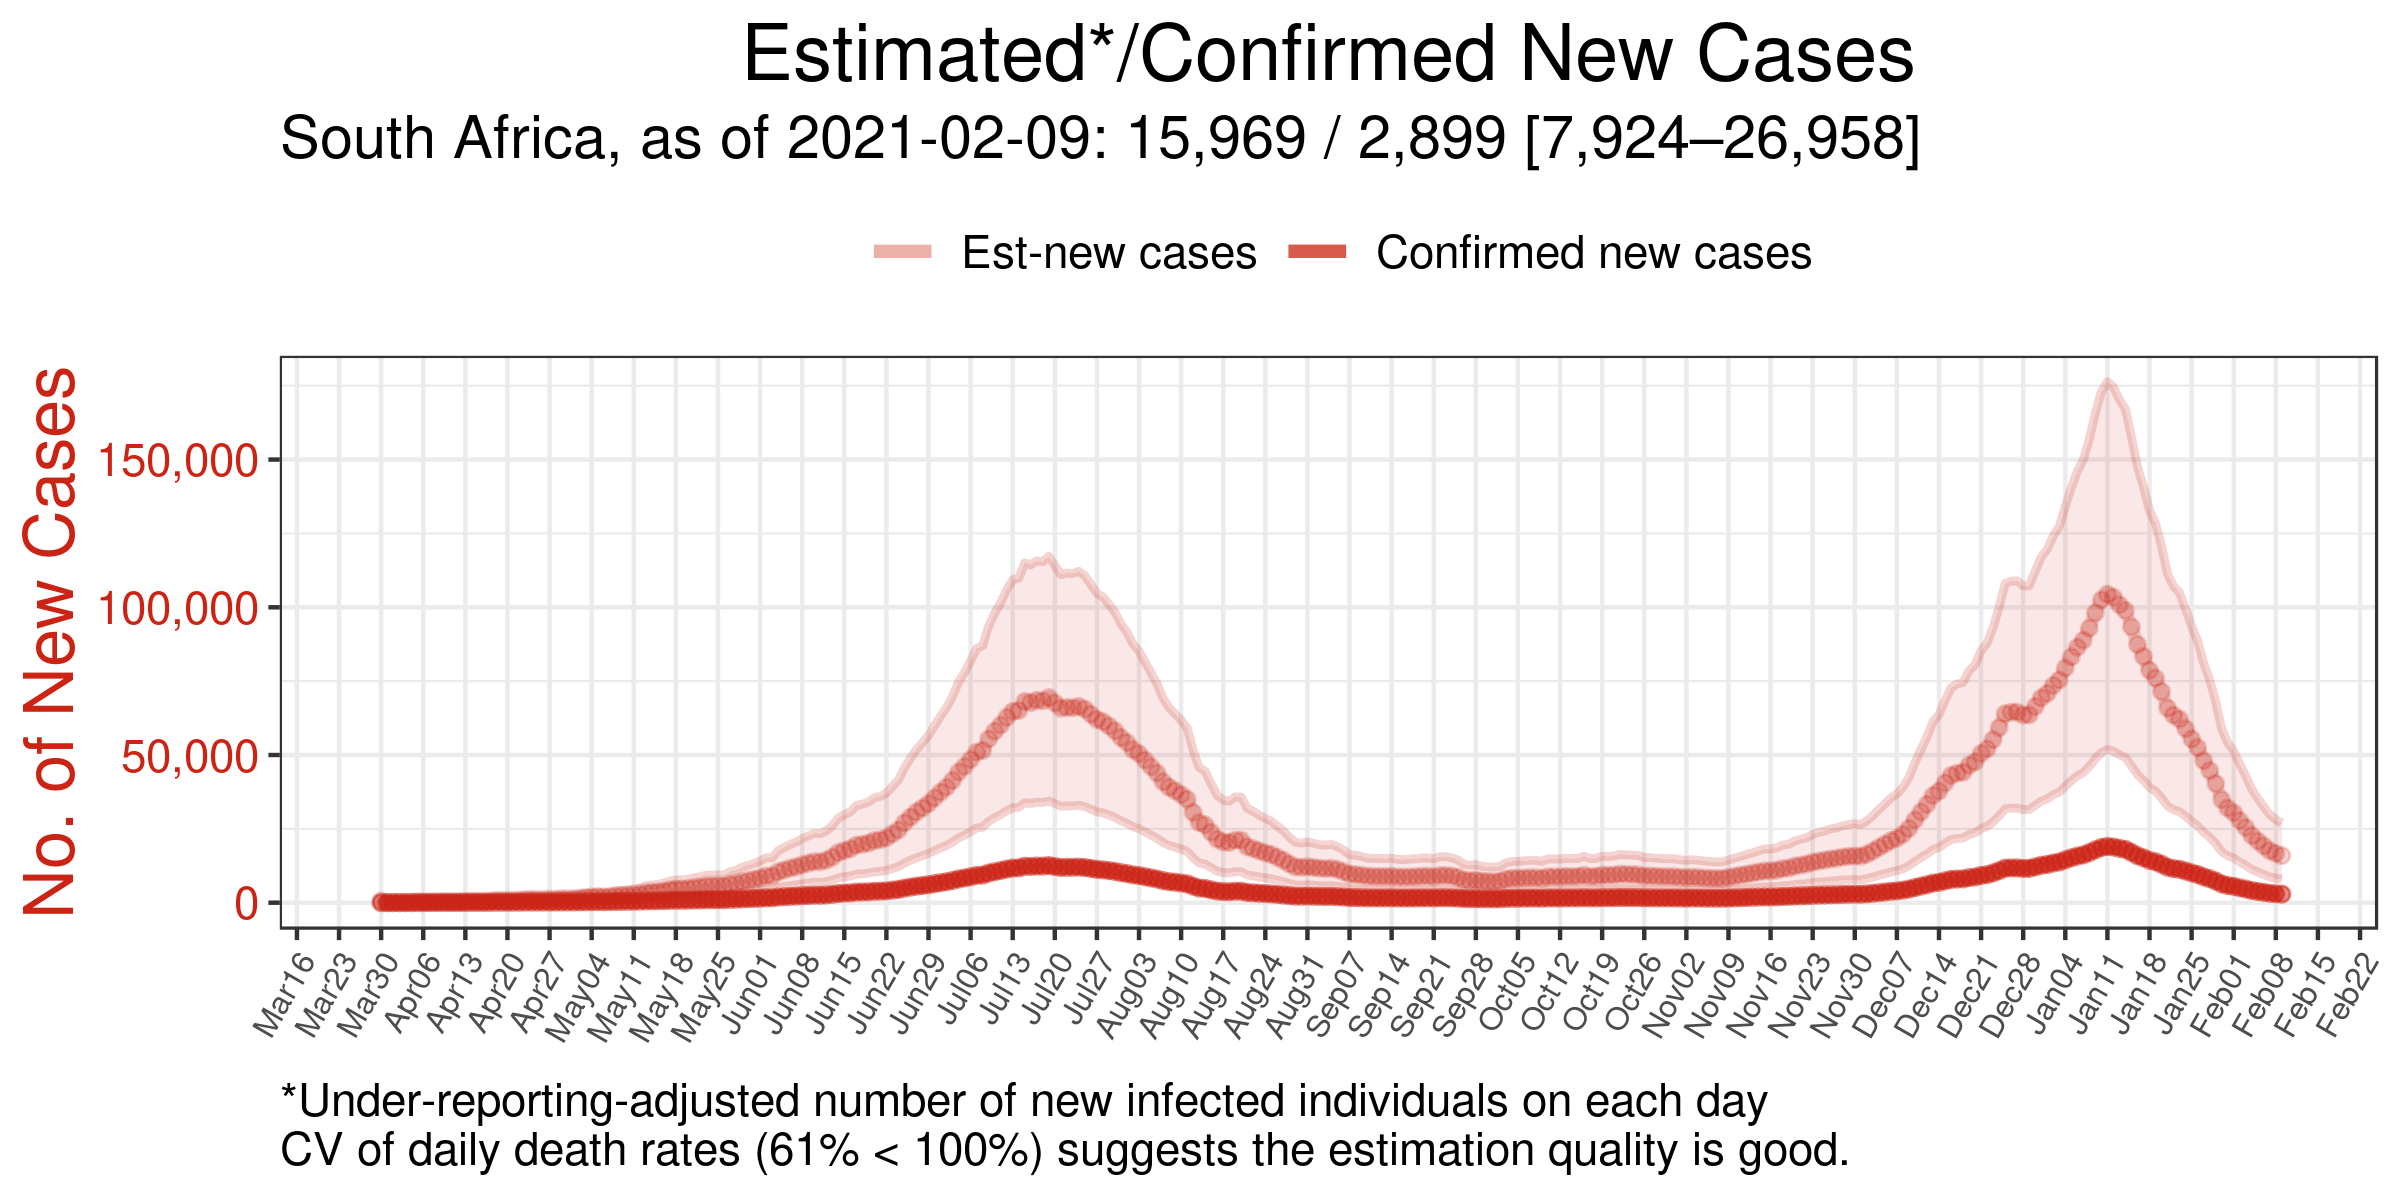 Estimated*/Confirmed New Cases
South Africa, as of 2021-02-09: 15,969 / 2,899 [7,924–26,958]
Est-new cases Confirmed new cases
No. of New Cases
150,000
100,000
50,000
0
Mar16 Mar23 Mar30 Apr06 Apr13 Apr20 Apr27 May04 May11 May18 May25 Jun01 Jun08 Jun15 Jun22 Jun29 Jul06 Jul13 Jul20 Jul27 Aug03 Aug10 Aug17 Aug24 Aug31 Sep07 Sep14 Sep21 Sep28 Oct05 Oct12 Oct19 Oct26 Nov02 Nov09 Nov16 Nov23 Nov30 Dec07 Dec14 Dec21 Dec28 Jan04 Jan11 Jan18 Jan25 Feb01 Feb08 Feb15 Feb22
*Under-reporting-adjusted number of new infected individuals on each day
CV of daily death rates (61% < 100%) suggests the estimation quality is good.